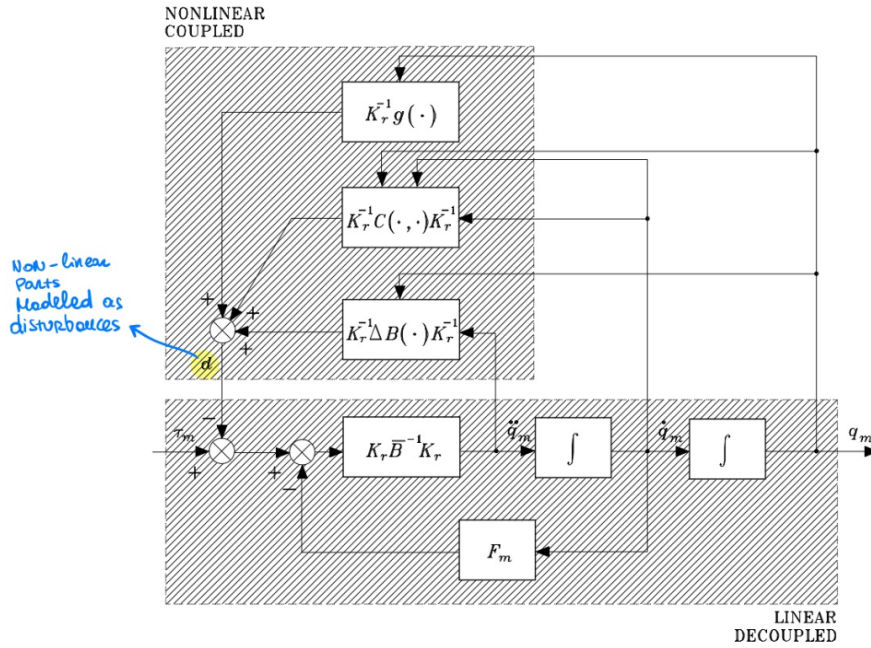 NONLINEAR
COUPLED
K_r^{-1} g(·)
K_r^{-1} C(·,·) K_r^{-1}
Non-linear
Parts
Modeled as
disturbances
+ +
+
K_r^{-1} ΔB(·) K_r^{-1}
d
−
τ_m
+
+
−
K_r B̅^{-1} K_r
q̈_m
∫
q̇_m
∫
q_m
F_m
LINEAR
DECOUPLED